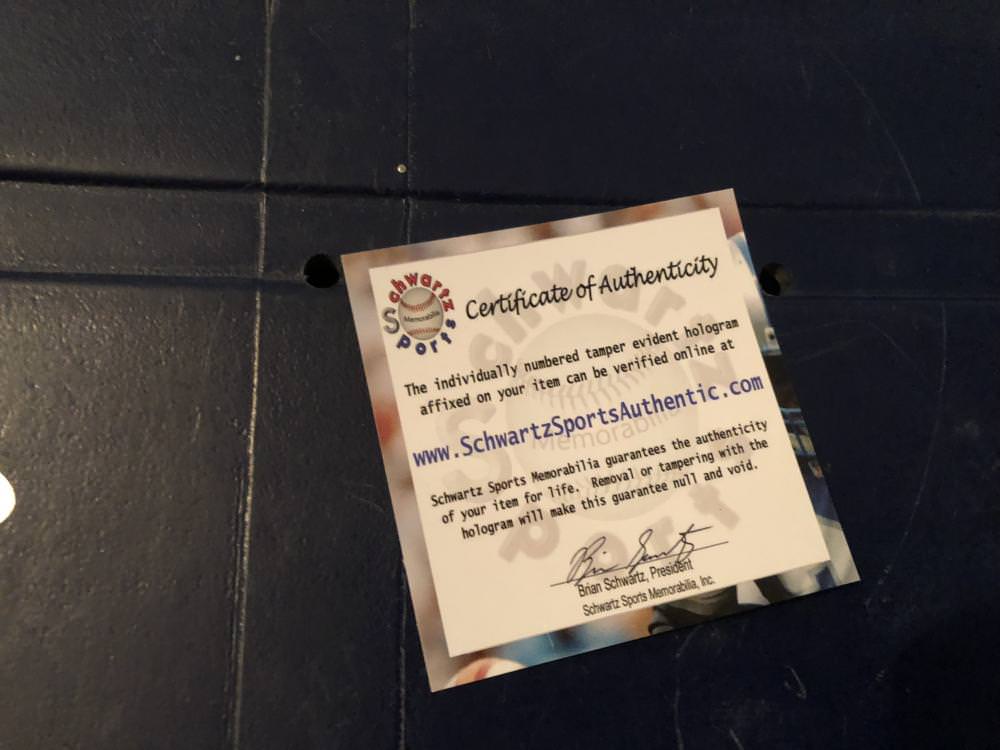 Schwartz
Memorabilia
Sports
Certificate of Authenticity
The individually numbered tamper evident hologram
affixed on your item can be verified online at
www.SchwartzSportsAuthentic.com
Schwartz Sports Memorabilia guarantees the authenticity
of your item for life. Removal or tampering with the
hologram will make this guarantee null and void.
Brian Schwartz, President
Schwartz Sports Memorabilia, Inc.